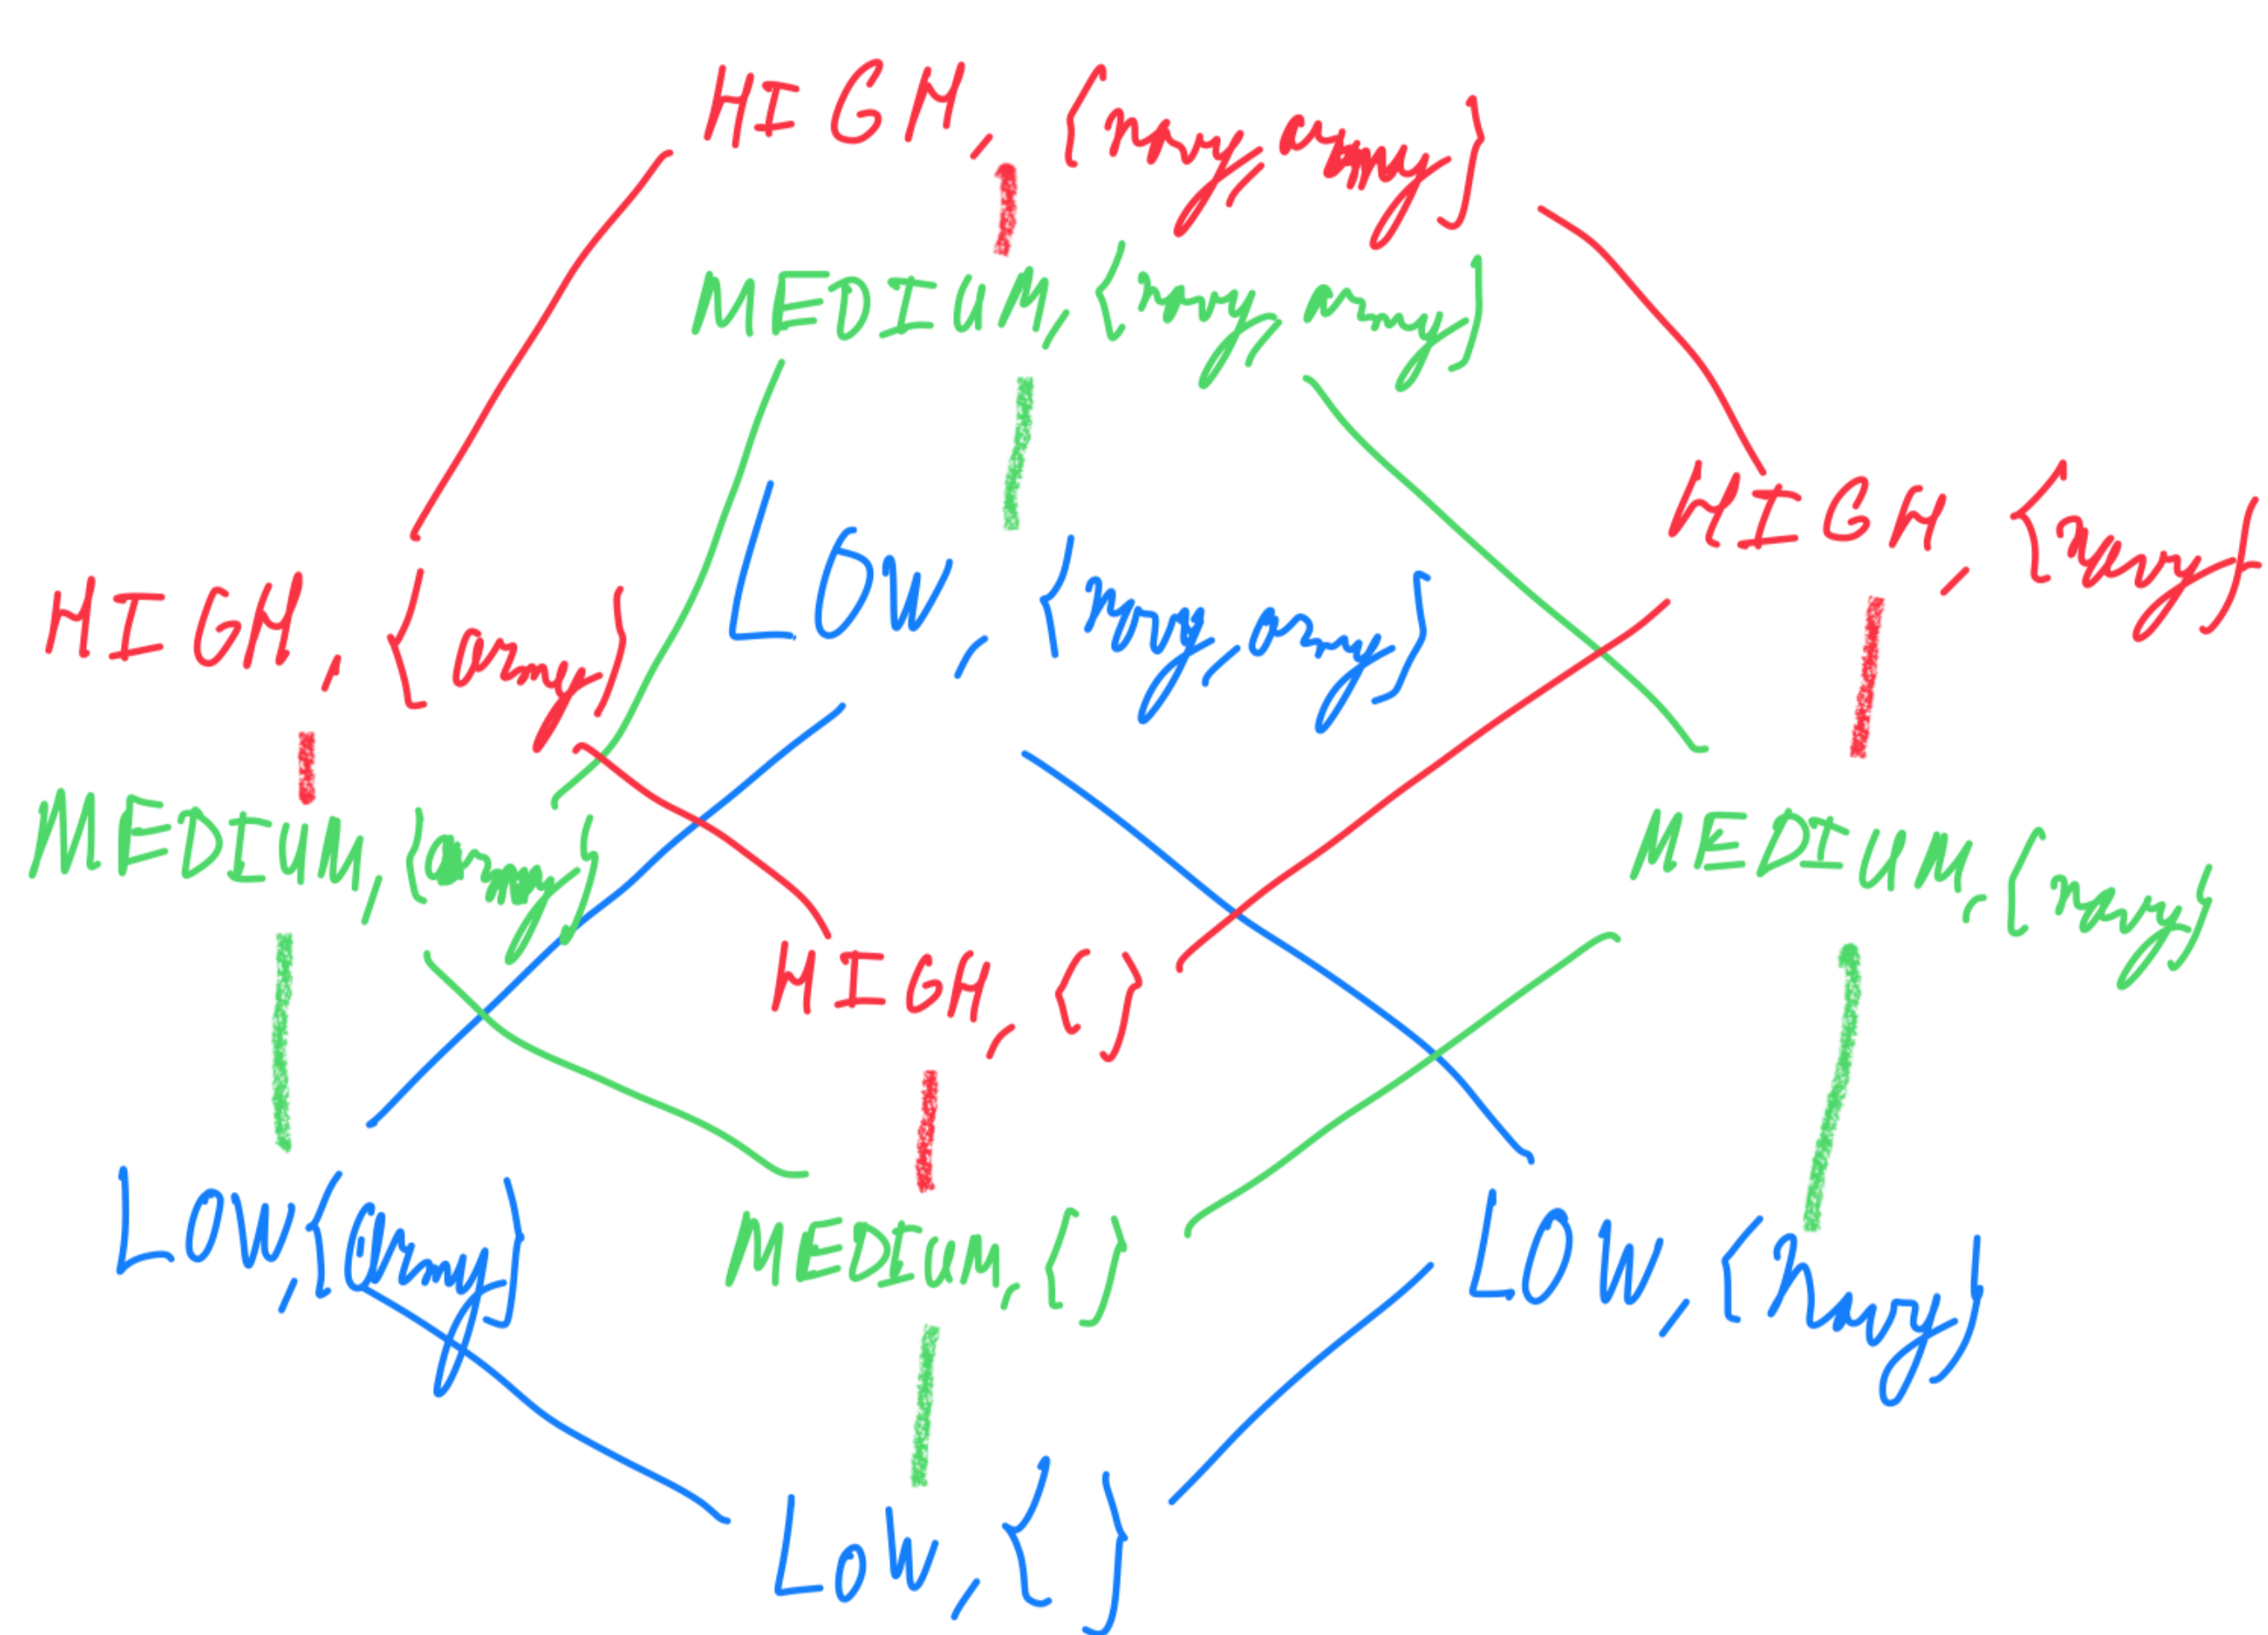 HIGH, {navy, army}
MEDIUM, {navy, army}
HIGH, {navy}
LOW, {navy, army}
HIGH, {army}
MEDIUM, {army}
MEDIUM, {navy}
HIGH, {}
LOW, {army}
MEDIUM, {}
LOW, {navy}
LOW, {}